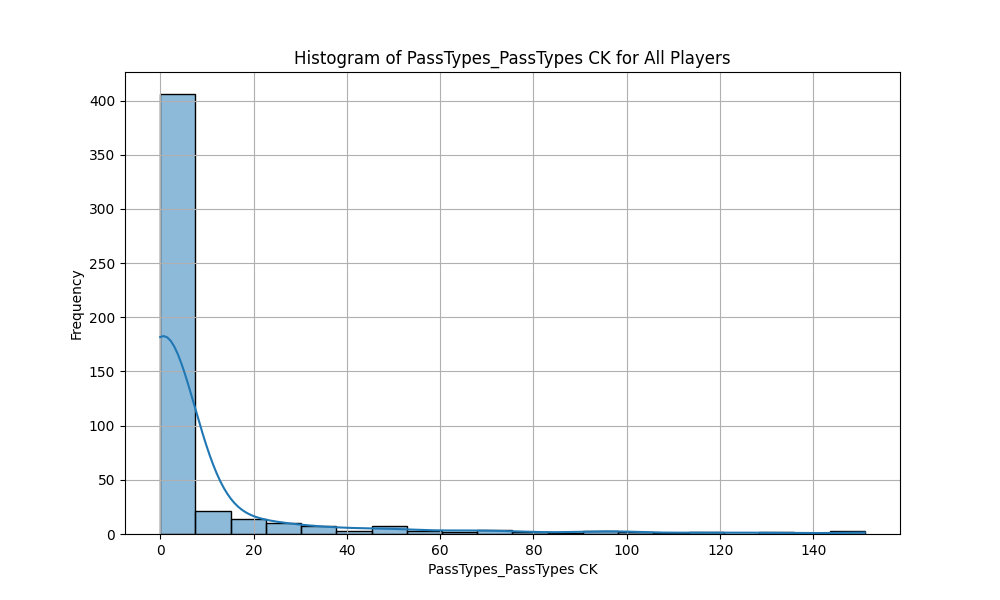 Histogram of PassTypes_PassTypes CK for All Players
400
350
300
250
200
150
100
50
0
Frequency
0 20 40 60 80 100 120 140
PassTypes_PassTypes CK